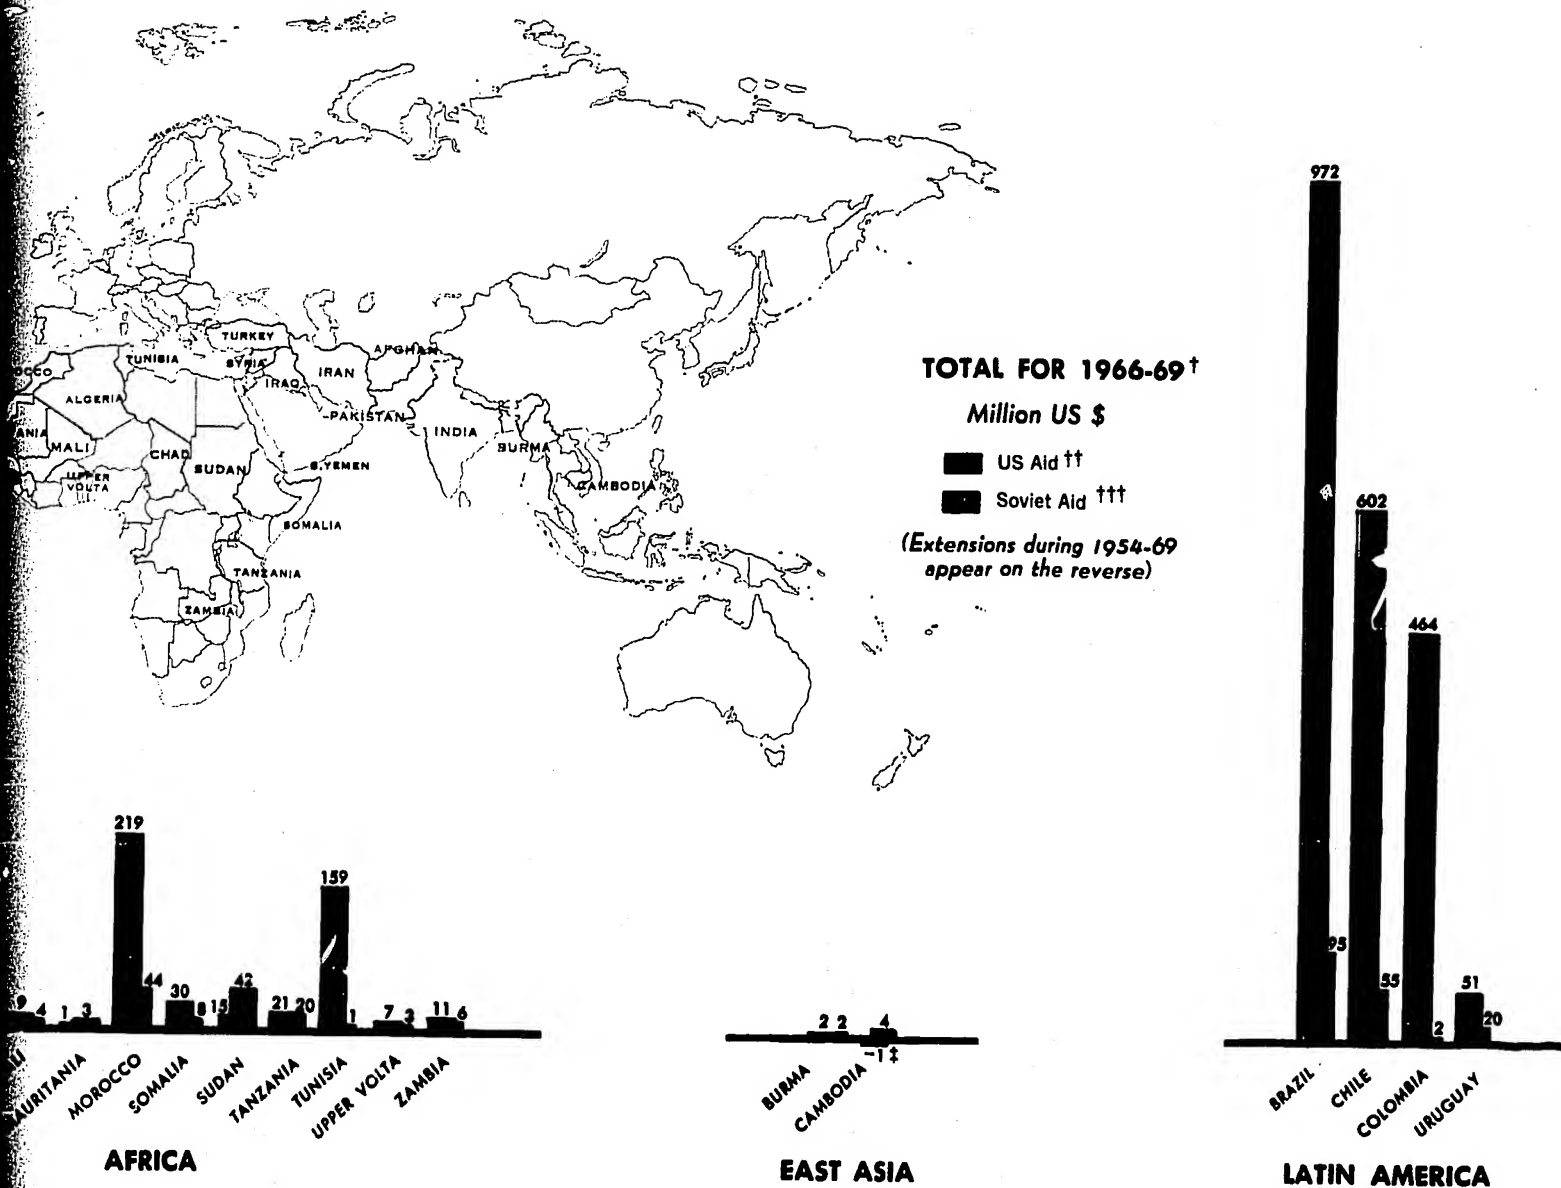 TURKEY
TUNISIA
SYRIA
AFGHAN.
OCCO
IRAQ
IRAN
ALGERIA
PAKISTAN
ANIA
MALI
CHAD
INDIA
BURMA
SUDAN
S.YEMEN
UPPER
VOLTA
CAMBODIA
SOMALIA
TANZANIA
ZAMBIA
TOTAL FOR 1966-69†
Million US $
US Aid ††
Soviet Aid †††
(Extensions during 1954-69
appear on the reverse)
219
159
9 4 1 3 44 30 8 15 42 21 20 1 7 3 11 6
LI
AURITANIA
MOROCCO
SOMALIA
SUDAN
TANZANIA
TUNISIA
UPPER VOLTA
ZAMBIA
AFRICA
2 2 4
-1 ‡
BURMA
CAMBODIA
EAST ASIA
972
602
464
95
55
2
51
20
BRAZIL
CHILE
COLOMBIA
URUGUAY
LATIN AMERICA